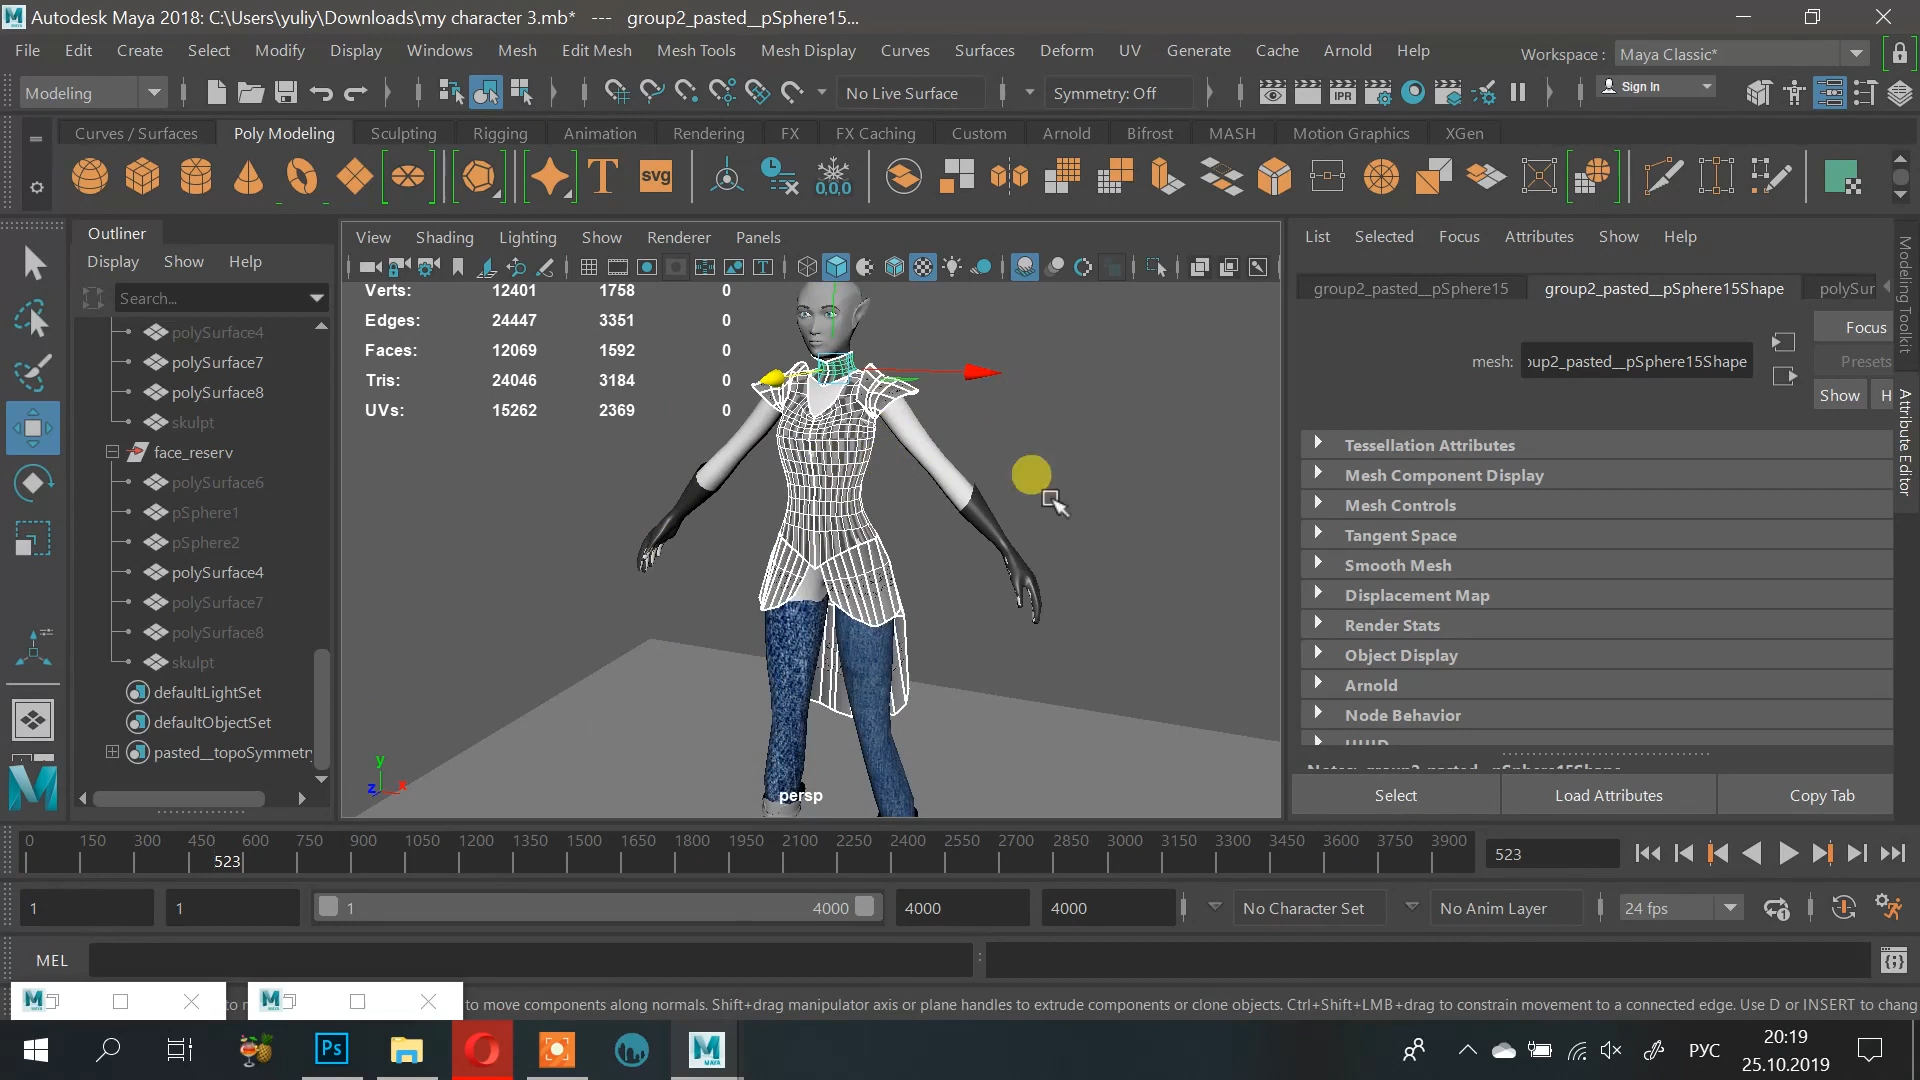 Autodesk Maya 2018: C:\Users\yuliy\Downloads\my character 3.mb* --- group2_pasted__pSphere15...
File Edit Create Select Modify Display Windows Mesh Edit Mesh Mesh Tools Mesh Display Curves Surfaces Deform UV Generate Cache Arnold Help Workspace : Maya Classic*
Modeling No Live Surface Symmetry: Off IPR Sign In
Curves / Surfaces Poly Modeling Sculpting Rigging Animation Rendering FX FX Caching Custom Arnold Bifrost MASH Motion Graphics XGen
T svg 0,0,0
Outliner
Display Show Help
Search...
polySurface4
polySurface7
polySurface8
skulpt
face_reserv
polySurface6
pSphere1
pSphere2
polySurface4
polySurface7
polySurface8
skulpt
defaultLightSet
defaultObjectSet
pasted__topoSymmetr
View Shading Lighting Show Renderer Panels
Verts: 12401 1758 0
Edges: 24447 3351 0
Faces: 12069 1592 0
Tris: 24046 3184 0
UVs: 15262 2369 0
y
z x
persp
List Selected Focus Attributes Show Help
group2_pasted__pSphere15 group2_pasted__pSphere15Shape polySur
Focus
mesh: oup2_pasted__pSphere15Shape Presets
Show H
Tessellation Attributes
Mesh Component Display
Mesh Controls
Tangent Space
Smooth Mesh
Displacement Map
Render Stats
Object Display
Arnold
Node Behavior
UUID
Notes: group2_pasted__pSphere15Shape
Select Load Attributes Copy Tab
Modeling Toolkit
Attribute Editor
0 150 300 450 600 750 900 1050 1200 1350 1500 1650 1800 1950 2100 2250 2400 2550 2700 2850 3000 3150 3300 3450 3600 3750 3900
523 523
1 1 1 4000 4000 4000 No Character Set No Anim Layer 24 fps
MEL
to move components along normals. Shift+drag manipulator axis or plane handles to extrude components or clone objects. Ctrl+Shift+LMB+drag to constrain movement to a connected edge. Use D or INSERT to chang
Ps РУС 20:19
25.10.2019